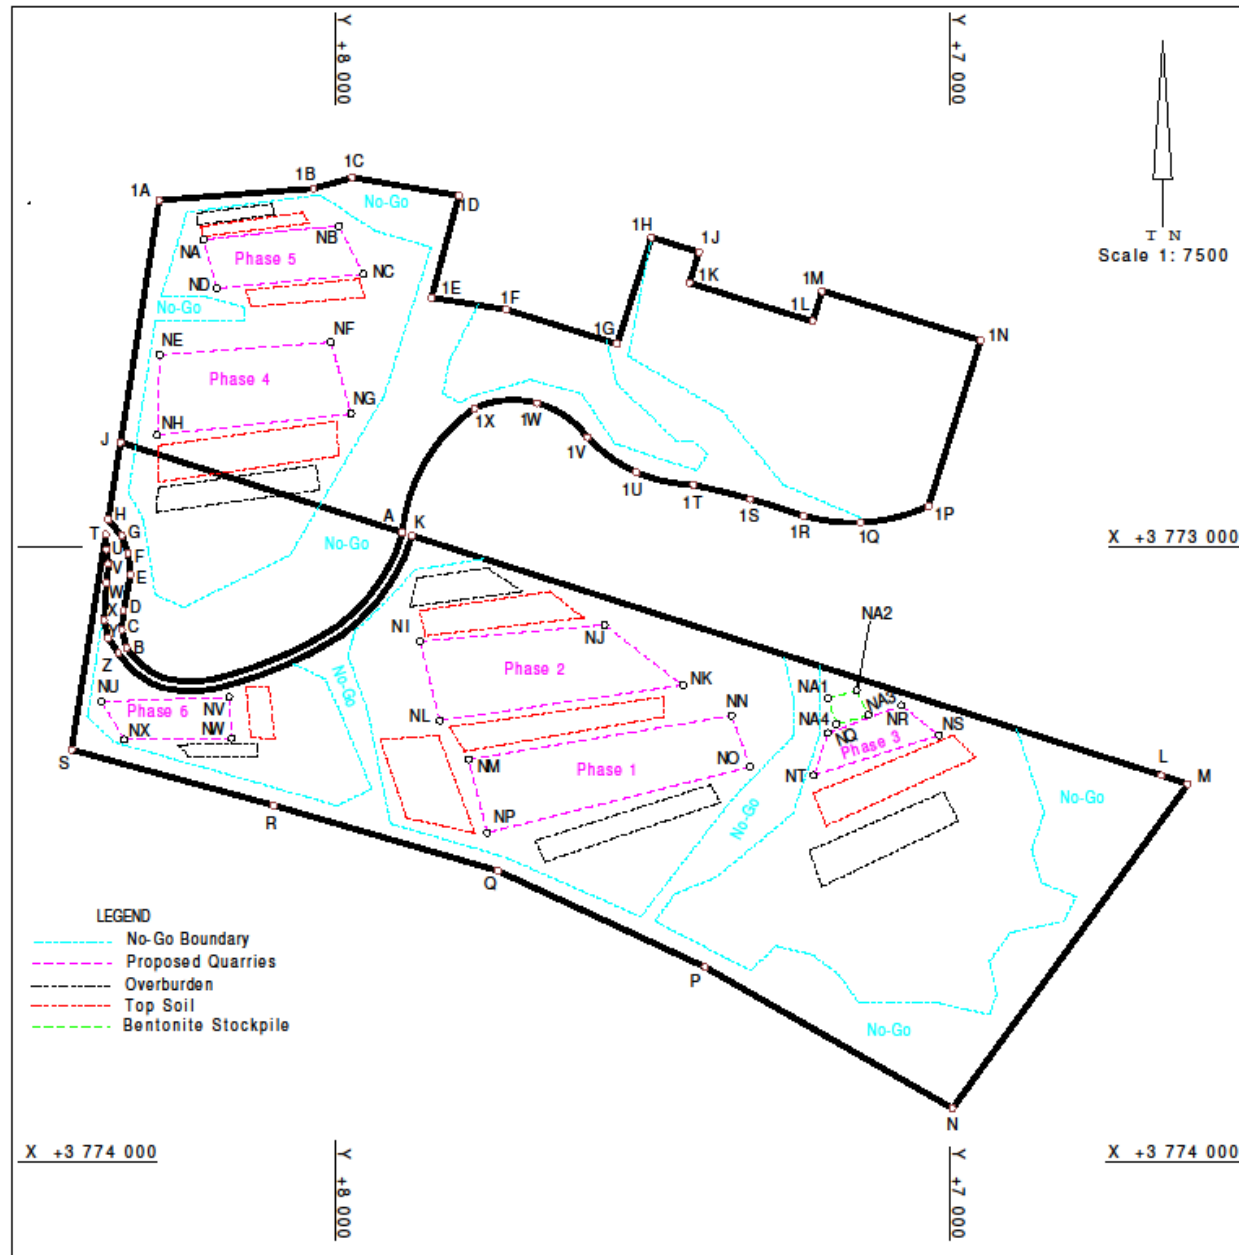 Y +8 000
Y +7 000
T N
Scale 1: 7500
1A
1B
1C
1D
No-Go
1E
1F
1G
1H
1J
1K
1L
1M
1N
NA
NB
NC
ND
Phase 5
No-Go
NE
NF
NG
NH
Phase 4
J
1X
1W
1V
1U
1T
1S
1R
1Q
1P
H
T
G
U
F
V
E
W
D
X
C
Y
B
Z
A
K
No-Go
X +3 773 000
NA2
NI
NJ
NK
NL
Phase 2
No-Go
NU
NV
NW
NX
Phase 6
NA1
NA3
NA4
NQ
NR
NS
NT
Phase 3
NM
NN
NO
NP
Phase 1
No-Go
No-Go
L
M
S
R
Q
P
No-Go
N
LEGEND
No-Go Boundary
Proposed Quarries
Overburden
Top Soil
Bentonite Stockpile
X +3 774 000
X +3 774 000
Y +8 000
Y +7 000